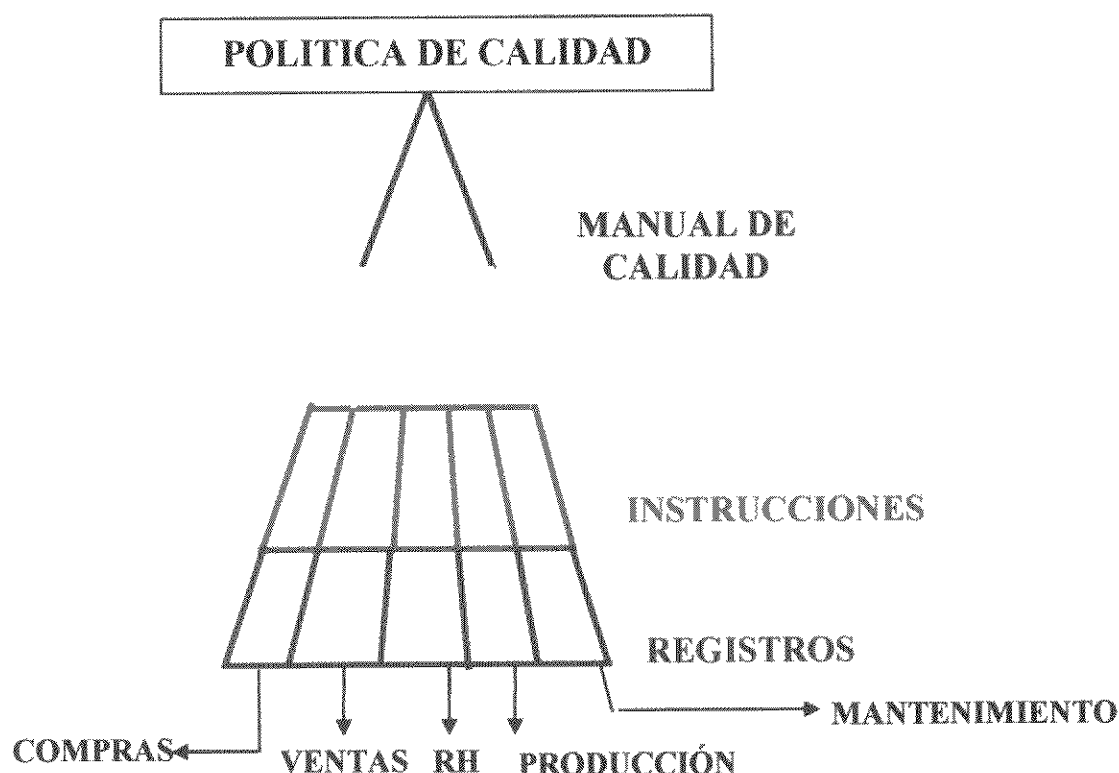 POLITICA DE CALIDAD
MANUAL DE
CALIDAD
INSTRUCCIONES
REGISTROS
MANTENIMIENTO
COMPRAS
VENTAS
RH
PRODUCCIÓN